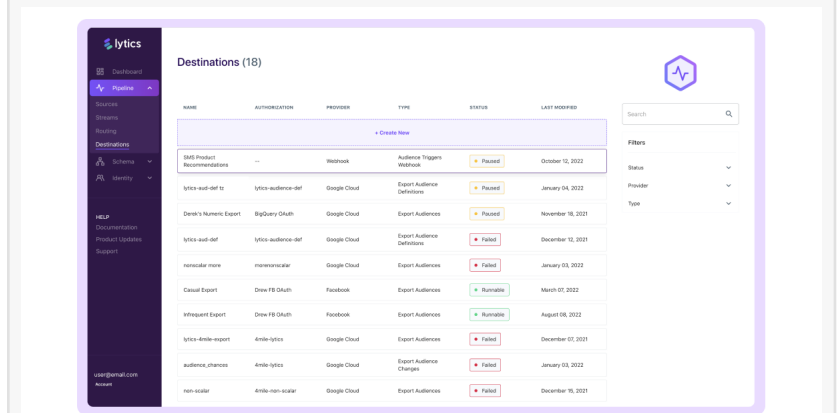 lytics
Destinations (18)
Dashboard
Pipeline
Sources
Streams
Routing
Destinations
Schema
Identity
HELP
Documentation
Product Updates
Support
user@email.com
Account
NAME AUTHORIZATION PROVIDER TYPE STATUS LAST MODIFIED
+ Create New
SMS Product Recommendations — Webhook Audience Triggers Webhook Paused October 12, 2022
lytics-aud-def tz lytics-audience-def Google Cloud Export Audience Definitions Paused January 04, 2022
Derek's Numeric Export BigQuery OAuth Google Cloud Export Audiences Paused November 18, 2021
lytics-aud-def lytics-audience-def Google Cloud Export Audience Definitions Failed December 12, 2021
nonscalar more morenonscalar Google Cloud Export Audiences Failed January 03, 2022
Casual Export Drew FB OAuth Facebook Export Audiences Runnable March 07, 2022
Infrequent Export Drew FB OAuth Facebook Export Audiences Runnable August 08, 2022
lytics-4mile-export 4mile-lytics Google Cloud Export Audiences Failed December 07, 2021
audience_chances 4mile-lytics Google Cloud Export Audience Changes Failed January 03, 2022
non-scalar 4mile-non-scalar Google Cloud Export Audiences Failed December 16, 2021
Search
Filters
Status
Provider
Type